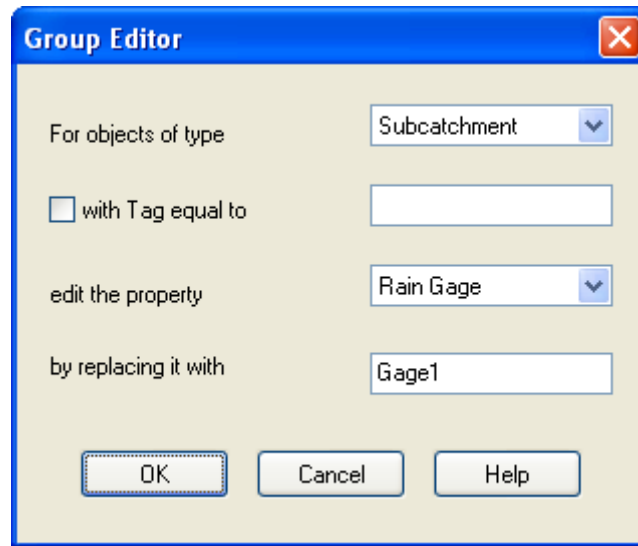 Group Editor
For objects of type Subcatchment
with Tag equal to
edit the property Rain Gage
by replacing it with Gage1
OK Cancel Help